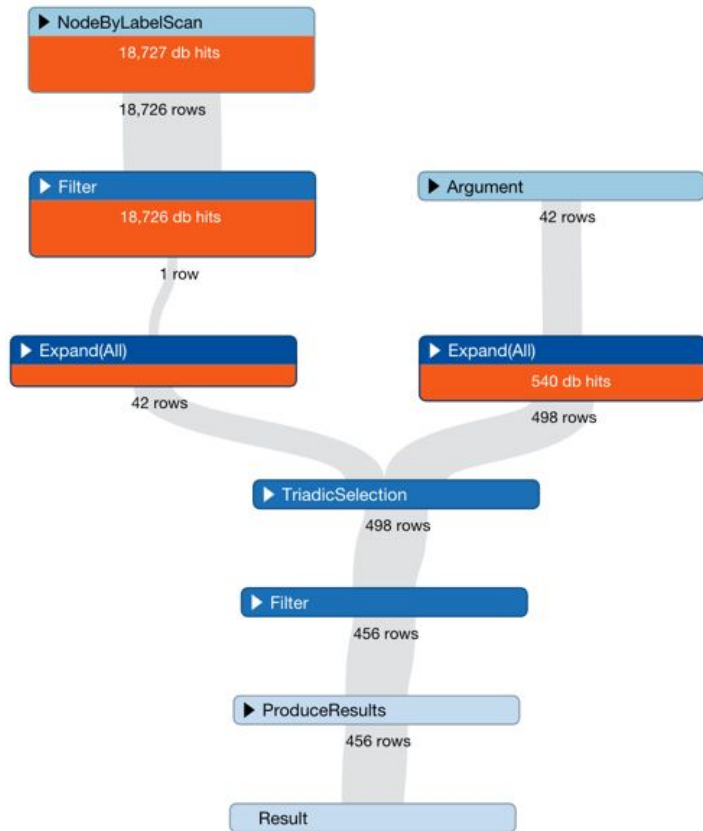 NodeByLabelScan
18,727 db hits
18,726 rows
Filter
18,726 db hits
1 row
Expand(All)
42 rows
Argument
42 rows
Expand(All)
540 db hits
498 rows
TriadicSelection
498 rows
Filter
456 rows
ProduceResults
456 rows
Result